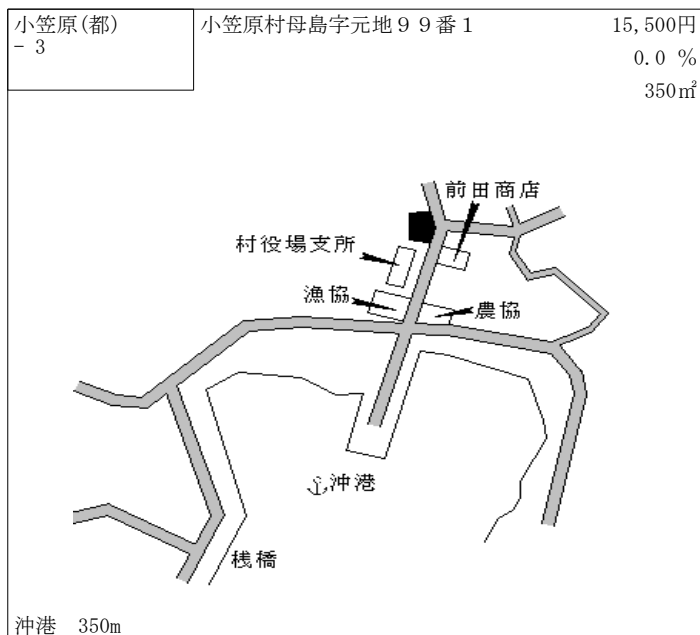 小笠原(都)
- 3
小笠原村母島字元地９９番１
15,500円
0.0 %
350㎡
前田商店
村役場支所
漁協
農協
沖港
桟橋
沖港　350m